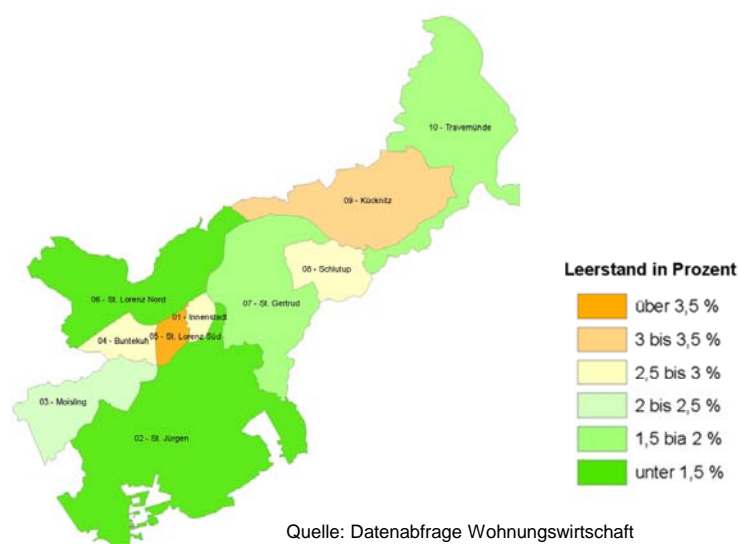 10 - Travemünde
09 - Kücknitz
08 - Schlutup
06 - St. Lorenz Nord
07 - St. Gertrud
01 - Innenstadt
05 - St. Lorenz Süd
04 - Buntekuh
03 - Moisling
02 - St. Jürgen
Leerstand in Prozent
über 3,5 %
3 bis 3,5 %
2,5 bis 3 %
2 bis 2,5 %
1,5 bia 2 %
unter 1,5 %
Quelle: Datenabfrage Wohnungswirtschaft